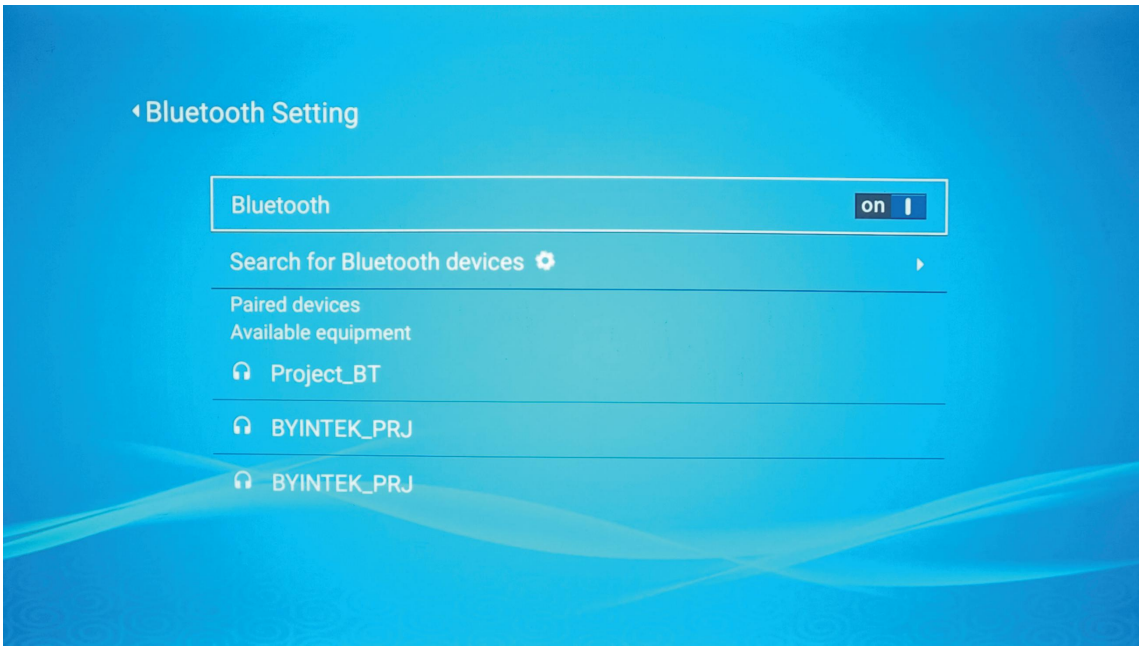 Bluetooth Setting
Bluetooth
on
Search for Bluetooth devices
Paired devices
Available equipment
Project_BT
BYINTEK_PRJ
BYINTEK_PRJ